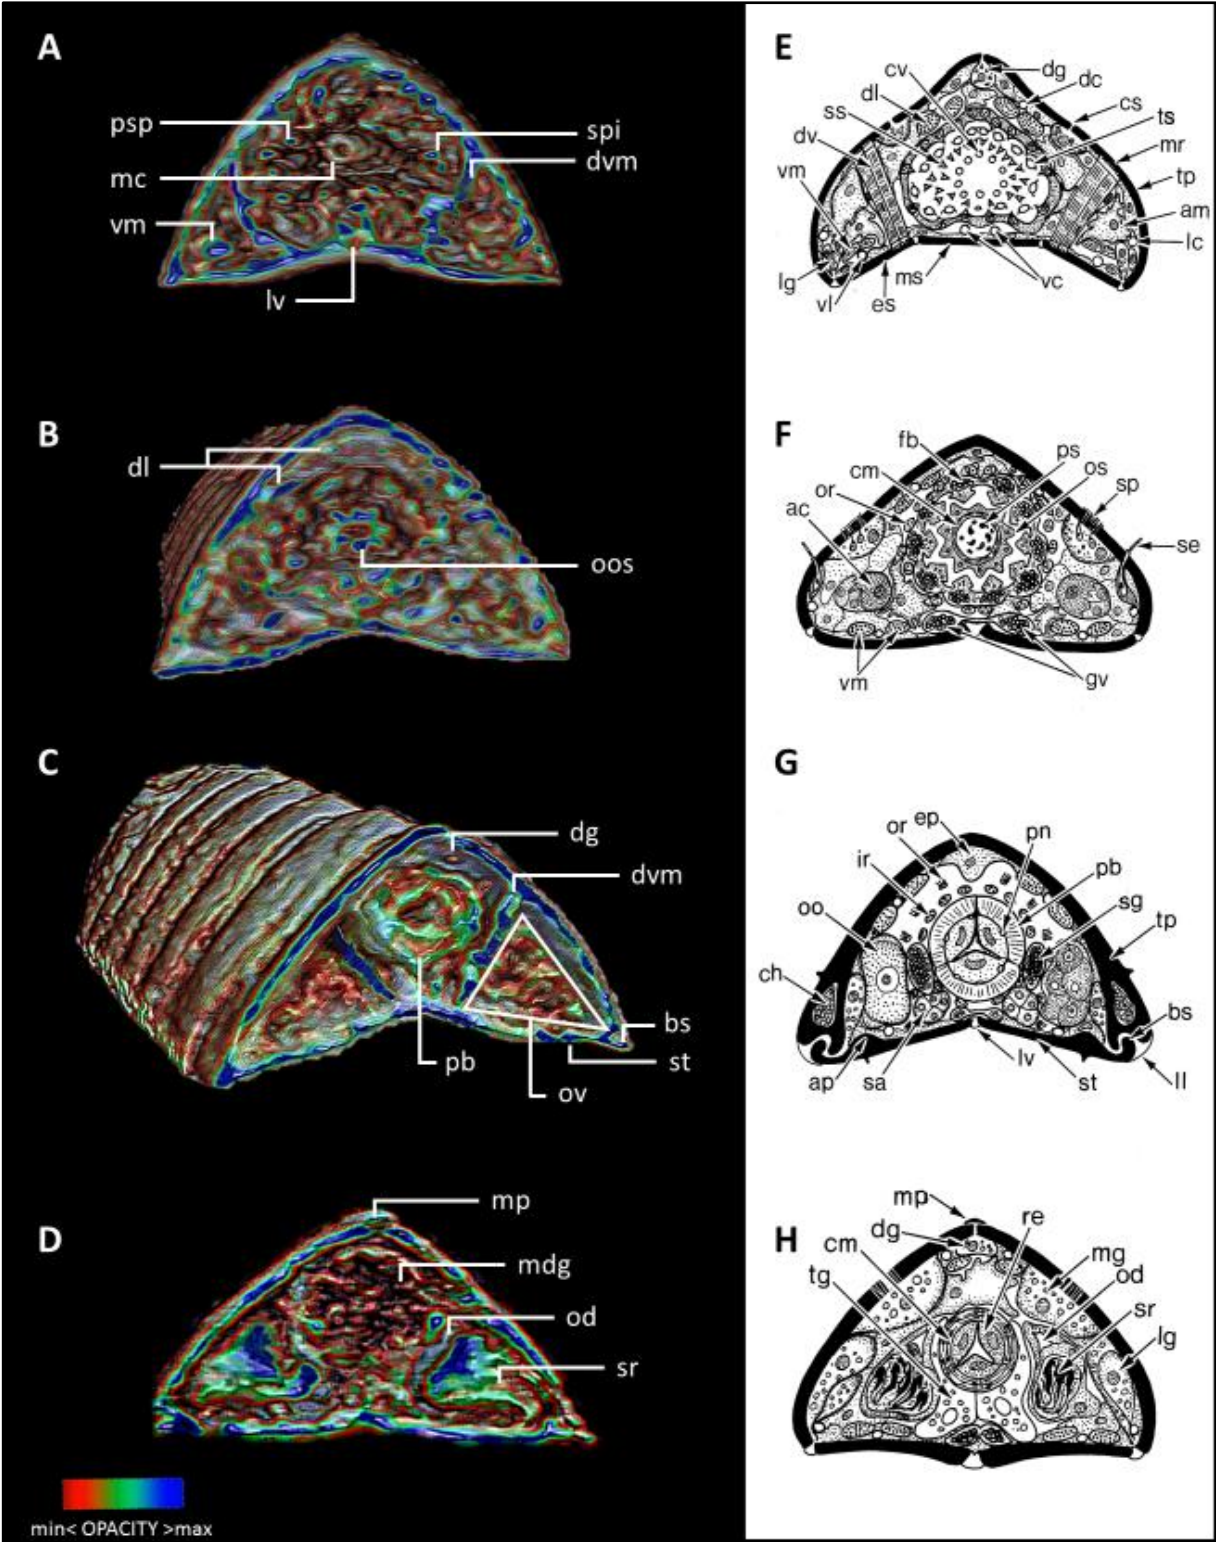 A
psp
mc
vm
lv
spi
dvm
B
dl
oos
C
dg
dvm
bs
st
pb
ov
D
mp
mdg
od
sr
min< OPACITY >max
E
cv
dl
ss
dv
vm
lg
vl
es
ms
vc
dg
dc
cs
ts
mr
tp
am
lc
F
fb
cm
or
ac
vm
ps
os
sp
se
gv
G
or
ep
ir
oo
ch
ap
sa
lv
st
ll
pn
pb
sg
tp
bs
H
mp
dg
cm
tg
re
mg
od
sr
lg